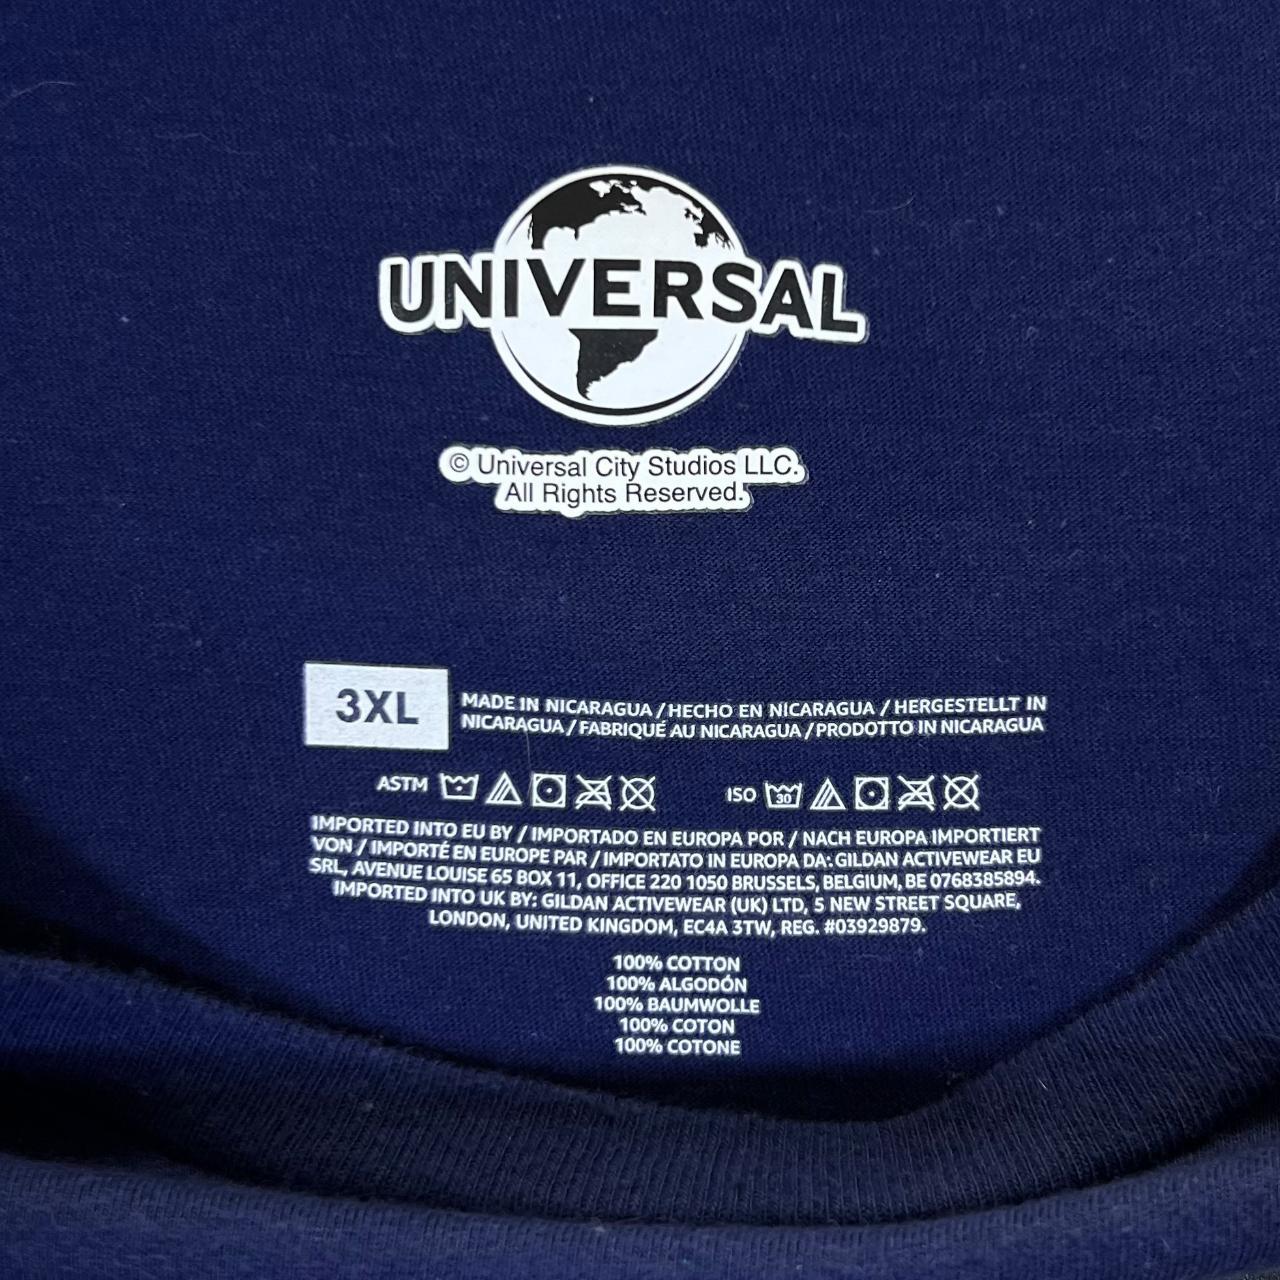 UNIVERSAL
© Universal City Studios LLC.
All Rights Reserved.
3XL
MADE IN NICARAGUA / HECHO EN NICARAGUA / HERGESTELLT IN
NICARAGUA / FABRIQUÉ AU NICARAGUA / PRODOTTO IN NICARAGUA
ASTM
ISO 30
IMPORTED INTO EU BY / IMPORTADO EN EUROPA POR / NACH EUROPA IMPORTIERT
VON / IMPORTÉ EN EUROPE PAR / IMPORTATO IN EUROPA DA: GILDAN ACTIVEWEAR EU
SRL, AVENUE LOUISE 65 BOX 11, OFFICE 220 1050 BRUSSELS, BELGIUM, BE 0768385894.
IMPORTED INTO UK BY: GILDAN ACTIVEWEAR (UK) LTD, 5 NEW STREET SQUARE,
LONDON, UNITED KINGDOM, EC4A 3TW, REG. #03929879.
100% COTTON
100% ALGODÓN
100% BAUMWOLLE
100% COTON
100% COTONE